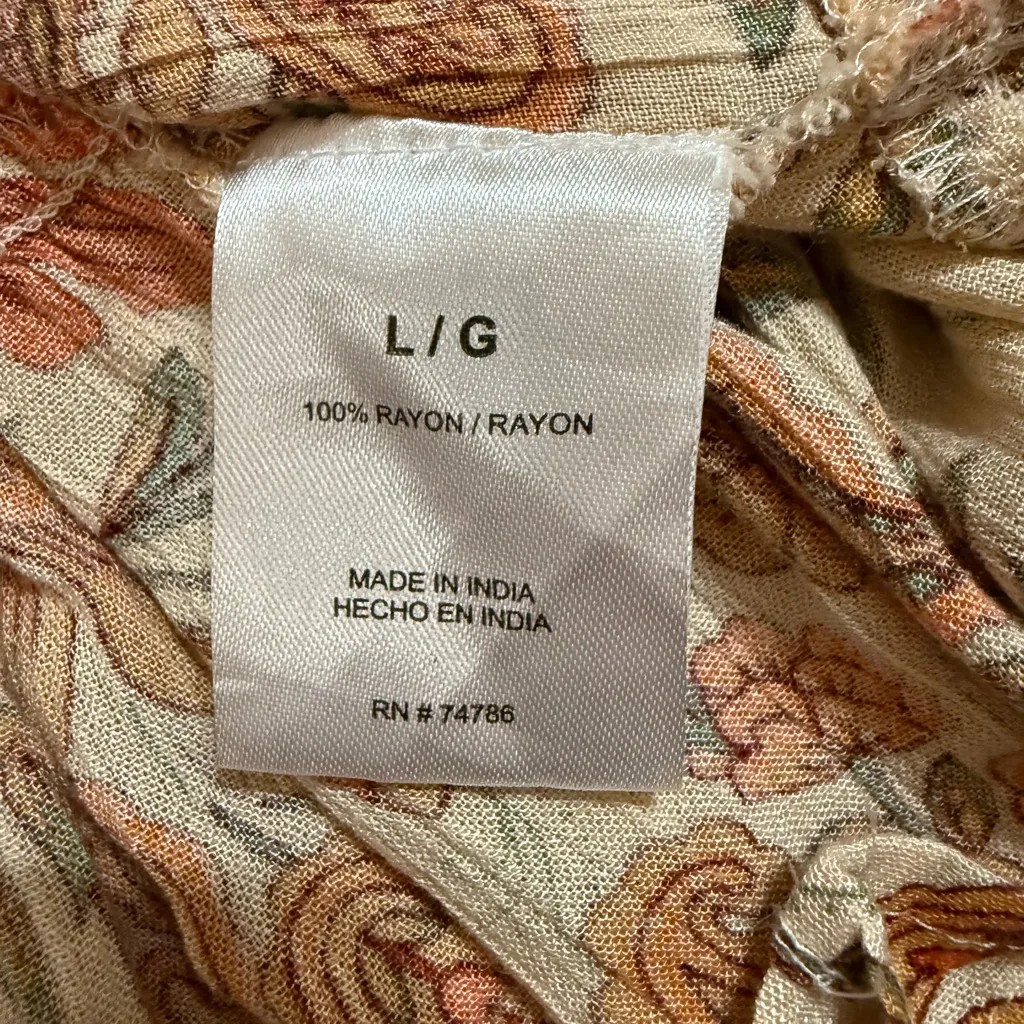 L / G
100% RAYON / RAYON
MADE IN INDIA
HECHO EN INDIA
RN # 74786